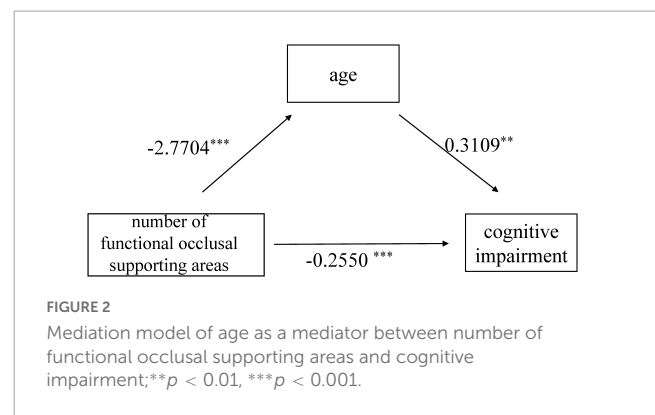 age
-2.7704***
0.3109**
number of
functional occlusal
supporting areas
-0.2550 ***
cognitive
impairment
FIGURE 2
Mediation model of age as a mediator between number of
functional occlusal supporting areas and cognitive
impairment;**p < 0.01, ***p < 0.001.